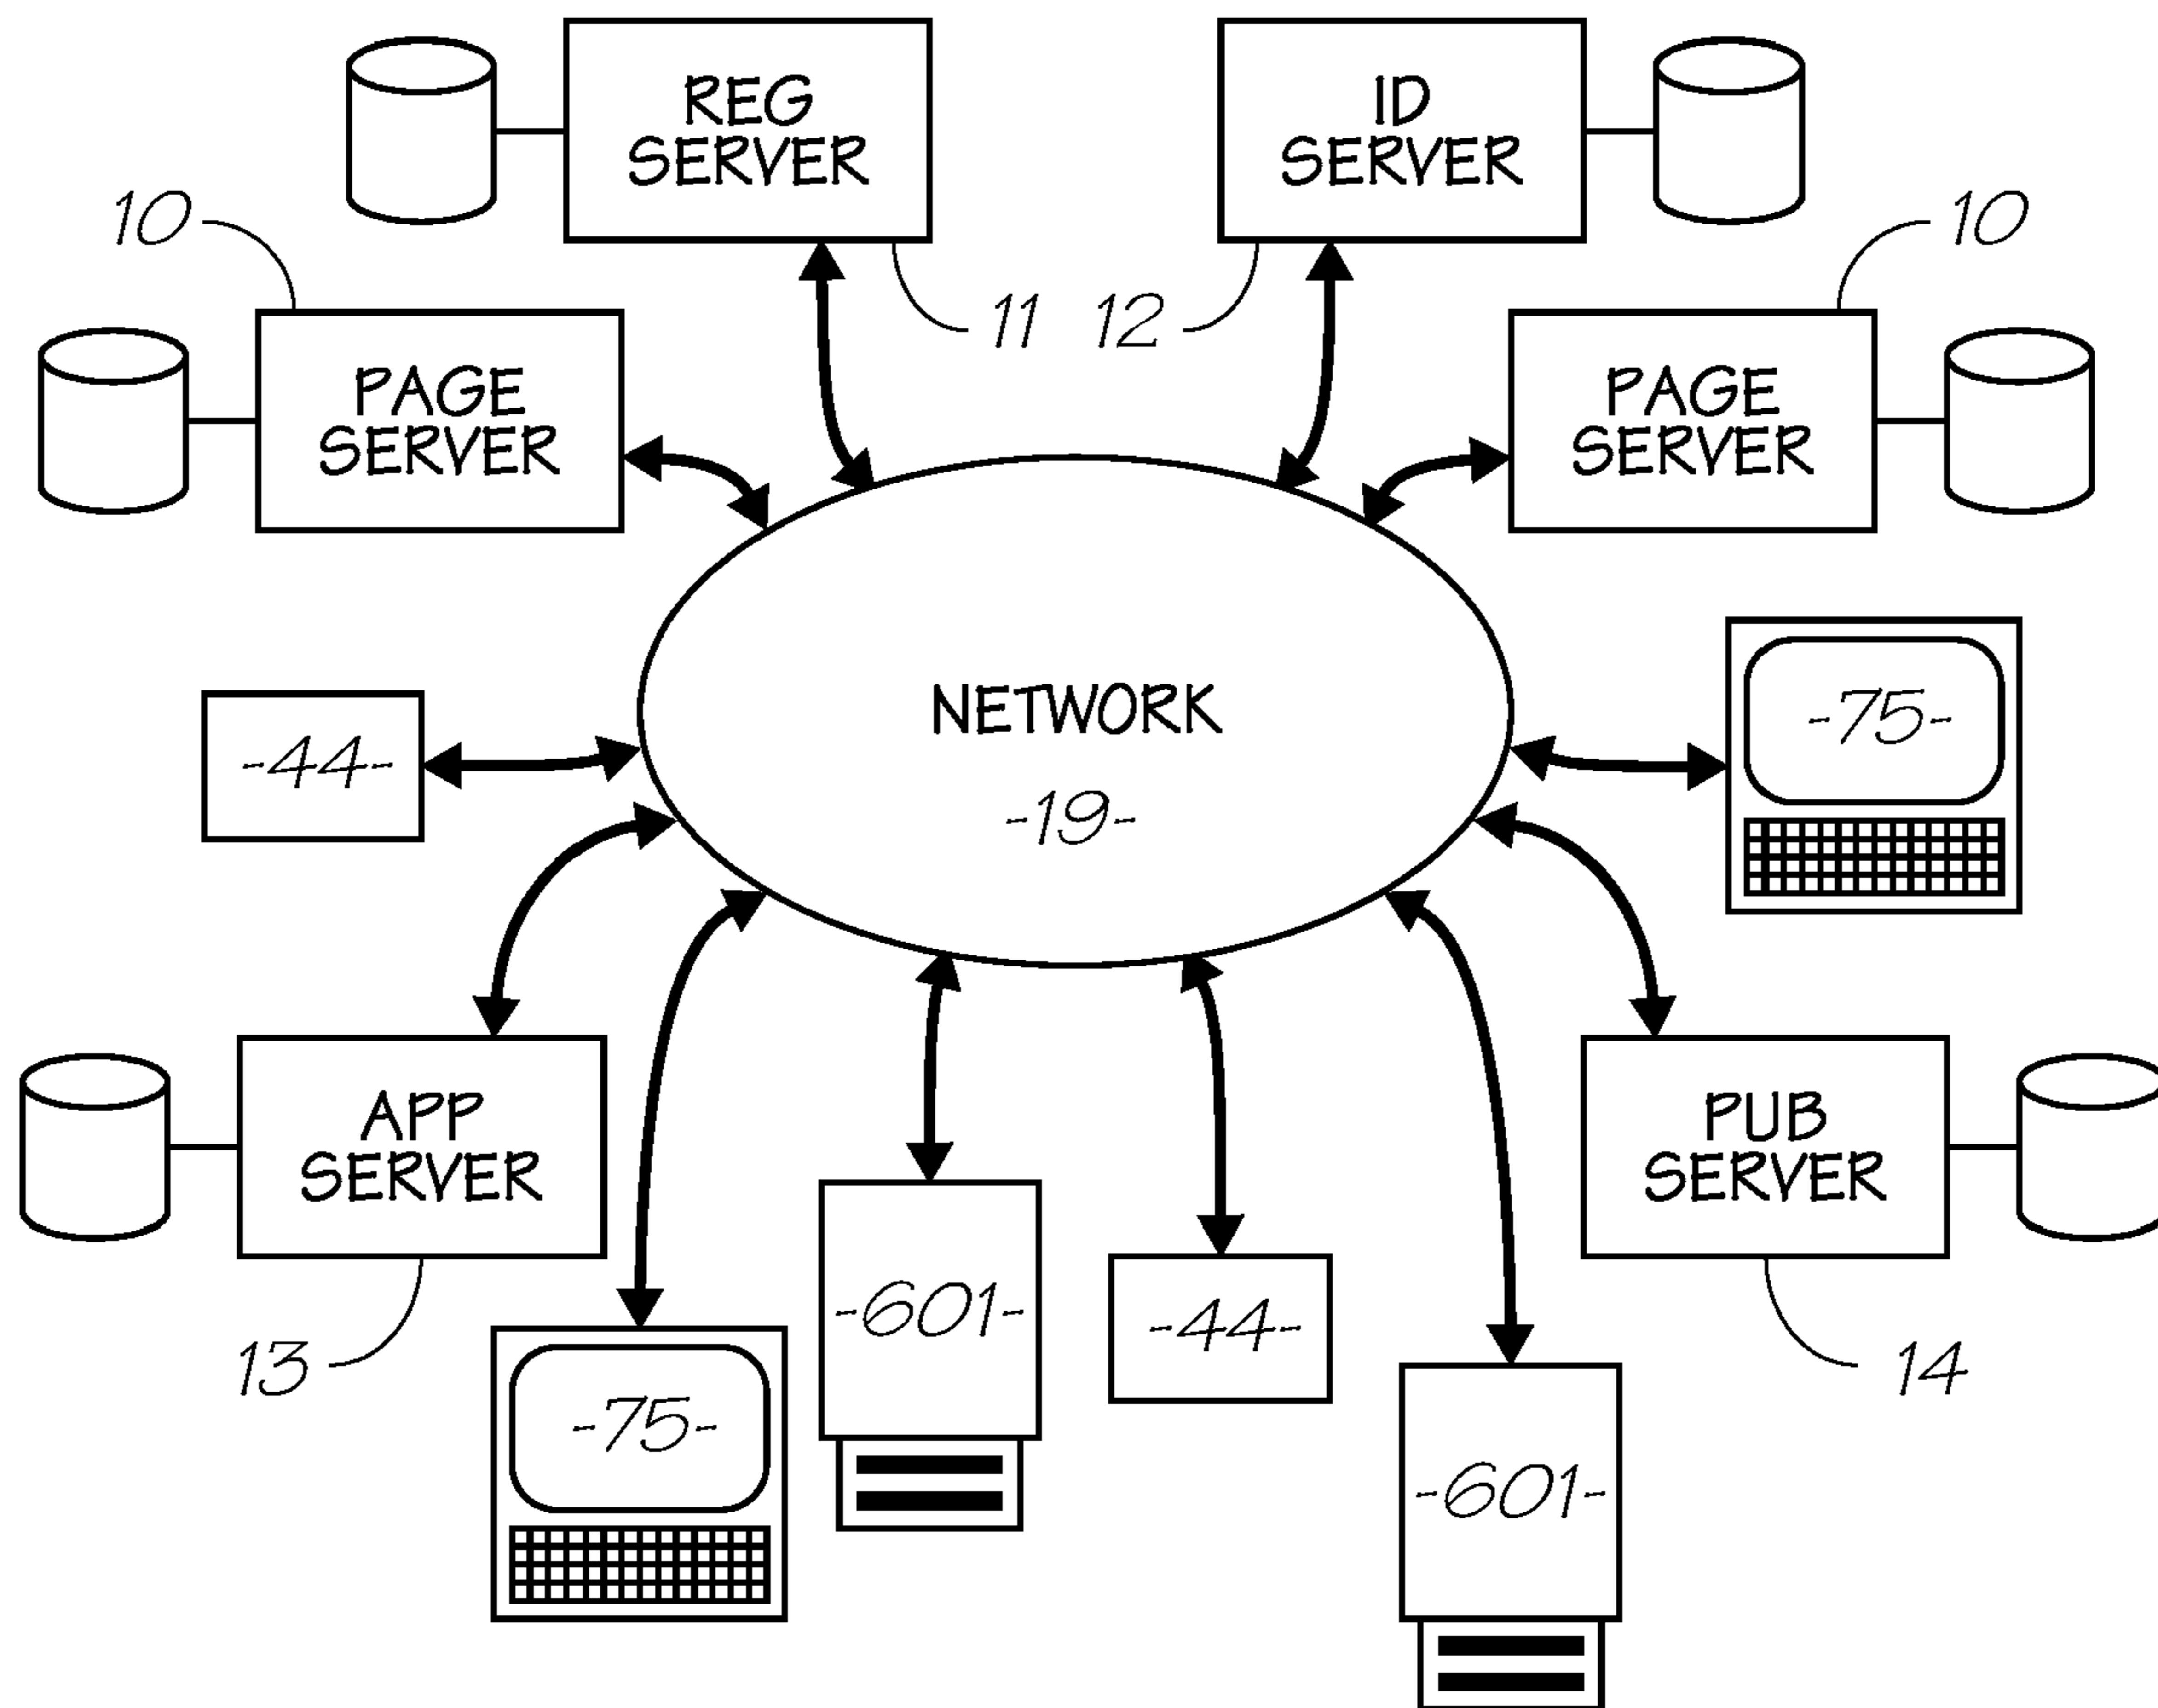 REG
SERVER
ID
SERVER
10
10
11
12
PAGE
SERVER
PAGE
SERVER
NETWORK
-19-
-75-
-44-
APP
SERVER
PUB
SERVER
-601-
-44-
13
14
-75-
-601-